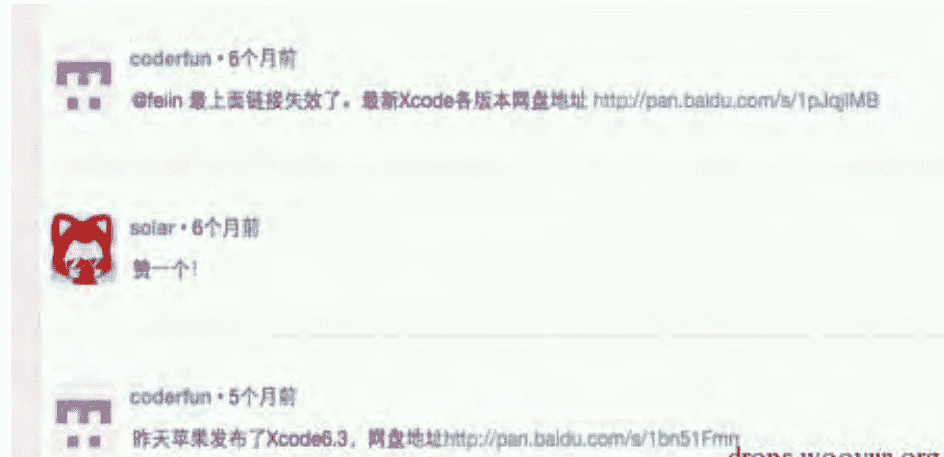 coderfun • 6个月前
@feiin 最上面链接失效了。最新Xcode各版本网盘地址 http://pan.baidu.com/s/1pJqjIMB
solar • 6个月前
赞一个！
coderfun • 5个月前
昨天苹果发布了Xcode6.3，网盘地址http://pan.baidu.com/s/1bn51Fmn
drops.wooyun.org